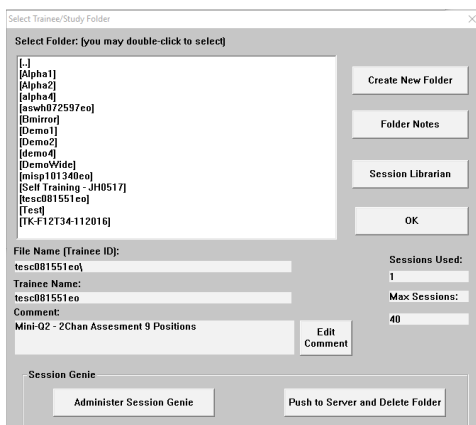 Select Trainee/Study Folder
Select Folder: (you may double-click to select)
[..]
[Alpha1]
[Alpha2]
[alpha4]
[aswh072597eo]
[Bmirror]
[Demo1]
[Demo2]
[demo4]
[DemoWide]
[misp101340eo]
[Self Training - JH0517]
[tesc081551eo]
[Test]
[TK-F12T34-112016]
Create New Folder
Folder Notes
Session Librarian
OK
File Name (Trainee ID):
tesc081551eo\
Trainee Name:
tesc081551eo
Comment:
Mini-Q2 - 2Chan Assesment 9 Positions
Edit
Comment
Sessions Used:
1
Max Sessions:
40
Session Genie
Administer Session Genie
Push to Server and Delete Folder